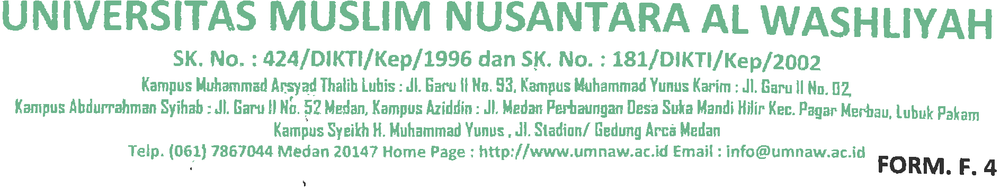 UNIVERSITAS MUSLIM NUSANTARA AL WASHLIYAH
SK. No. : 424/DIKTI/Kep/1996 dan SK. No. : 181/DIKTI/Kep/2002
Kampus Muhammad Arsyad Thalib Lubis : Jl. Garu II No. 93, Kampus Muhammad Yunus Karim : Jl. Garu II No. 02,
Kampus Abdurrahman Syihab : Jl. Garu II No. 52 Medan, Kampus Aziddin : Jl. Medan Perbaungan Desa Suka Mandi Hilir Kec. Pagar Merbau, Lubuk Pakam
Kampus Syeikh H. Muhammad Yunus , Jl. Stadion/ Gedung Arca Medan
Telp. (061) 7867044 Medan 20147 Home Page : http://www.umnaw.ac.id Email : info@umnaw.ac.id
FORM. F. 4